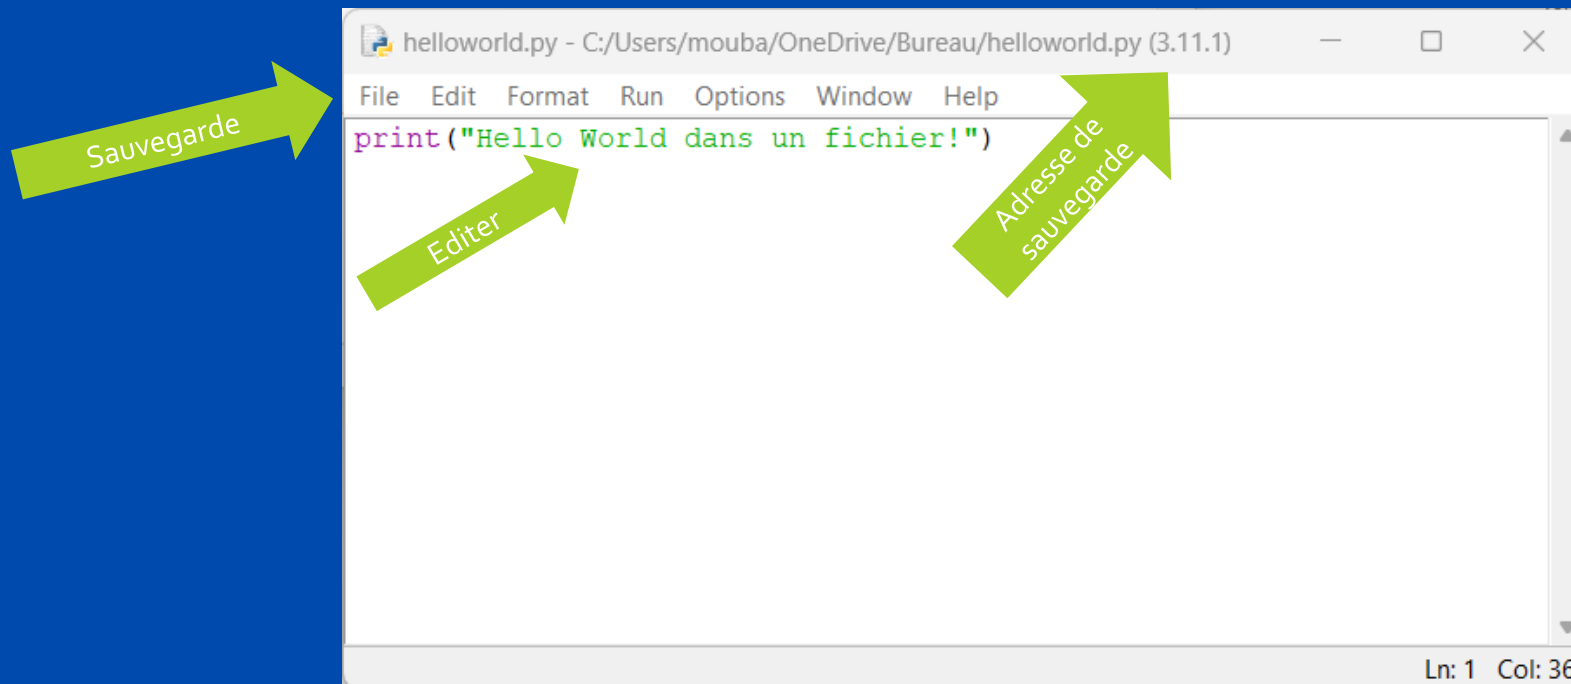 helloworld.py - C:/Users/mouba/OneDrive/Bureau/helloworld.py (3.11.1)
File Edit Format Run Options Window Help
print("Hello World dans un fichier!")
Sauvegarde
Editer
Adresse de
sauvegarde
Ln: 1 Col: 36